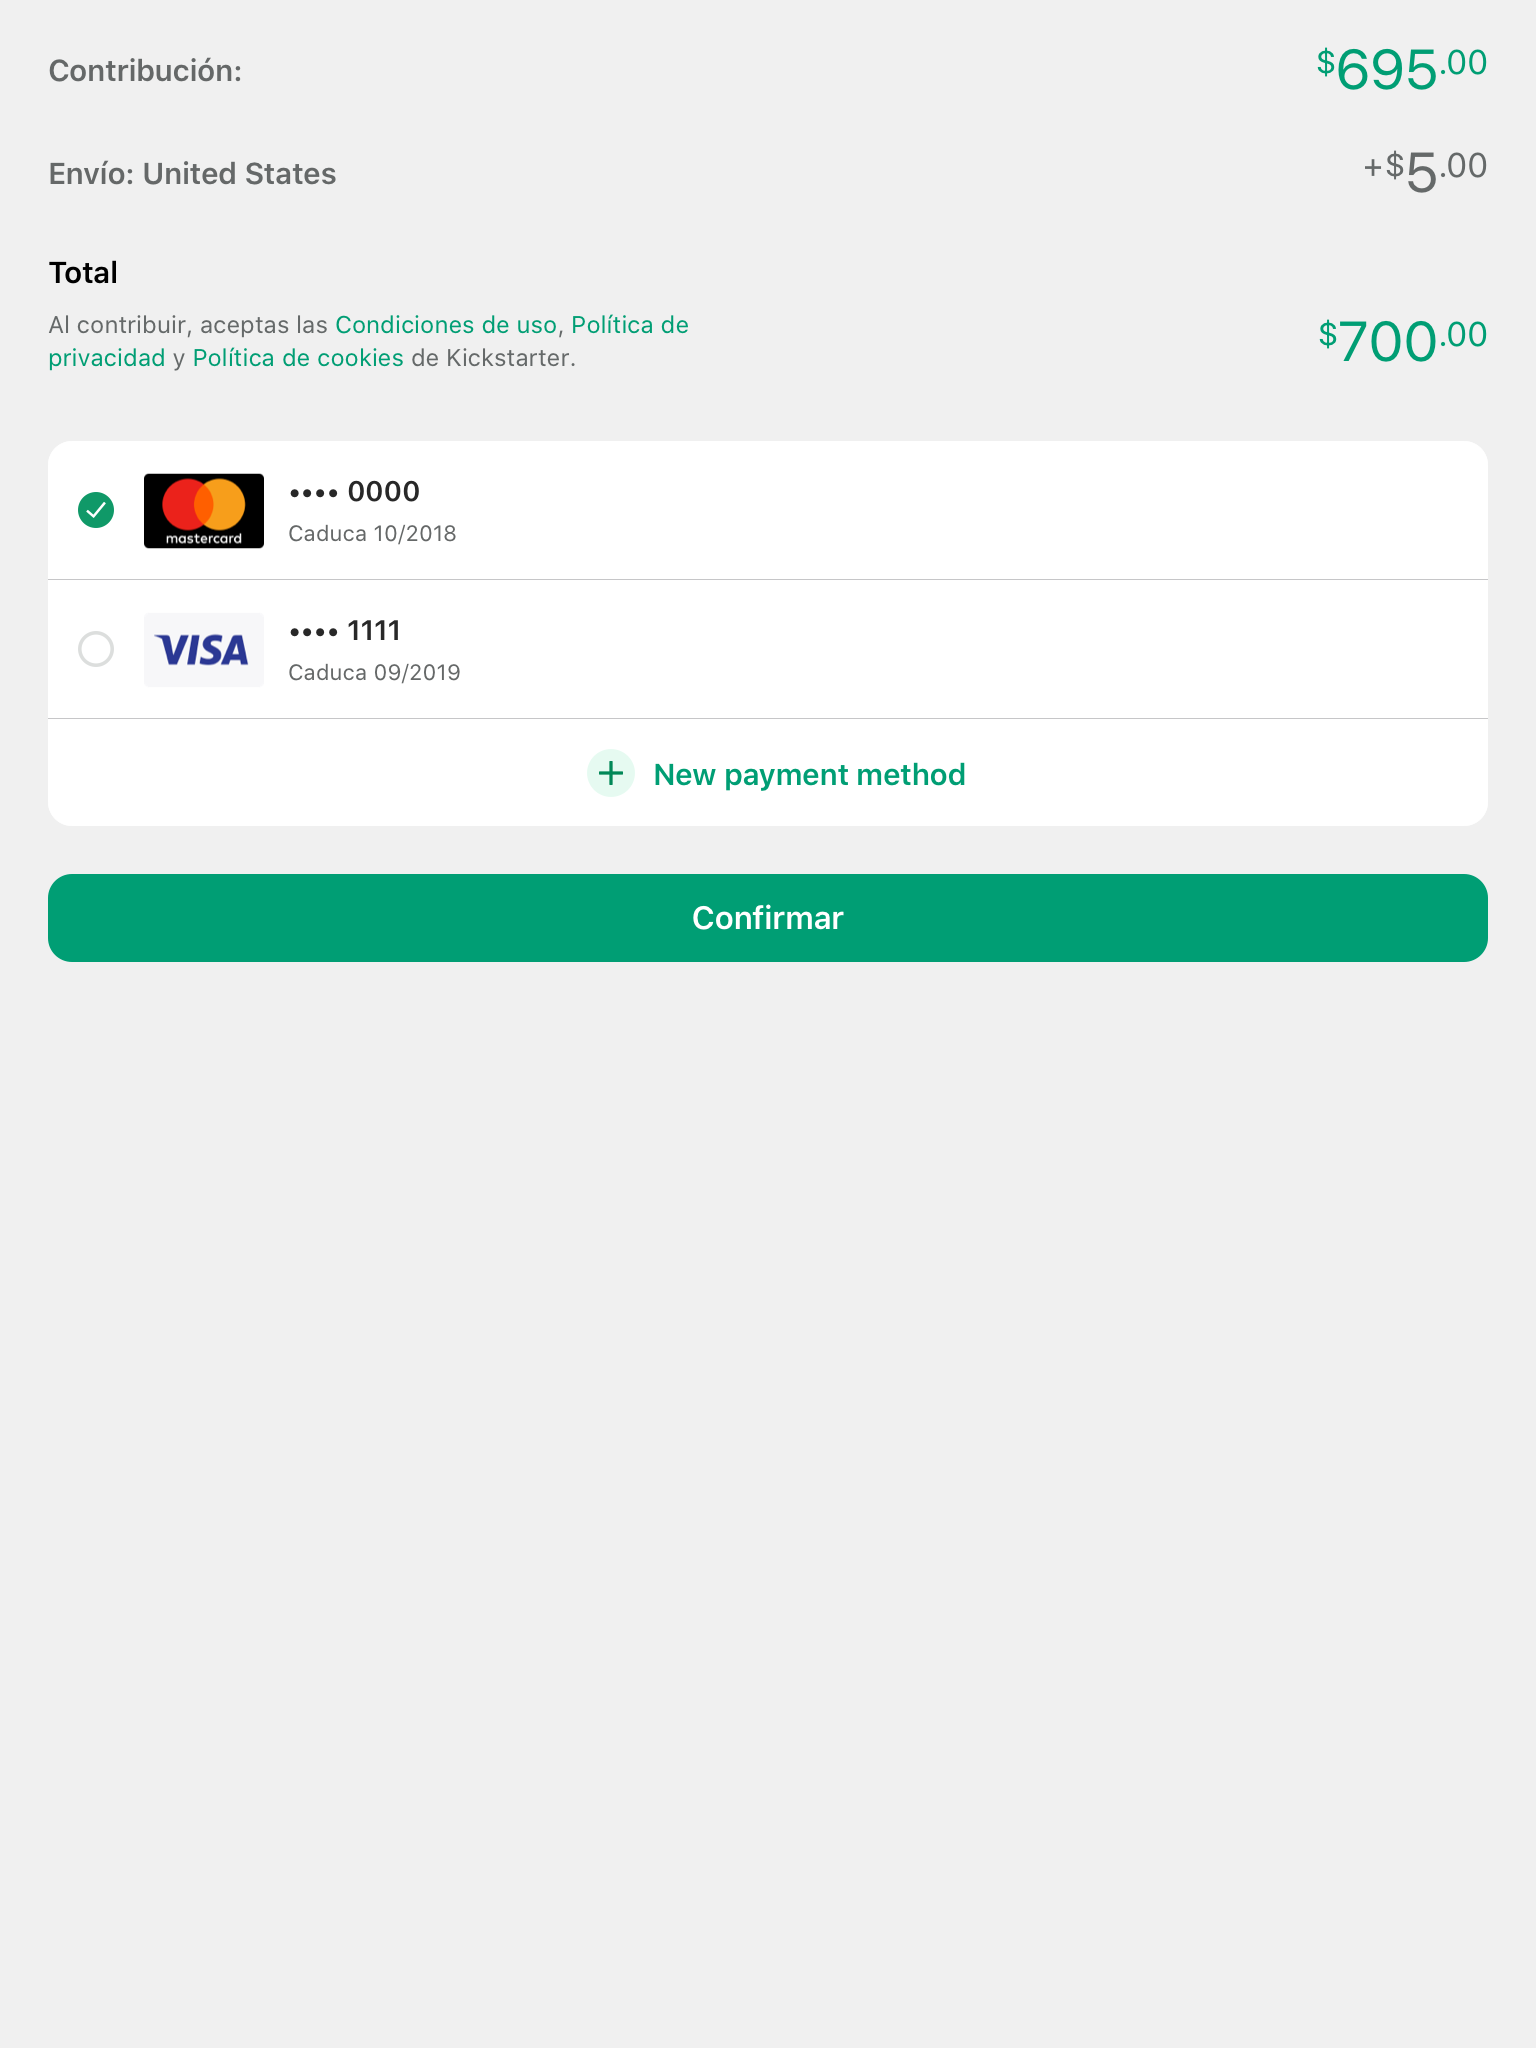 Contribución: $695.00
Envío: United States +$5.00
Total
Al contribuir, aceptas las Condiciones de uso, Política de
privacidad y Política de cookies de Kickstarter.
$700.00
mastercard
•••• 0000
Caduca 10/2018
VISA
•••• 1111
Caduca 09/2019
New payment method
Confirmar